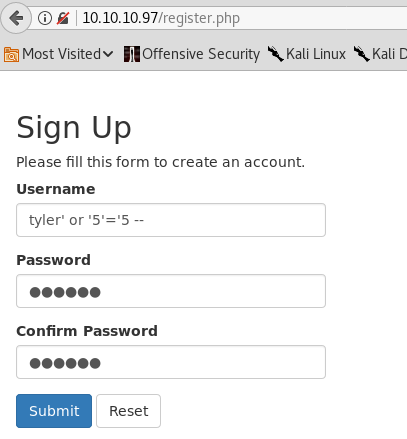 10.10.10.97/register.php
Most Visited Offensive Security Kali Linux Kali D
Sign Up
Please fill this form to create an account.
Username
tyler' or '5'='5 --
Password
●●●●●●
Confirm Password
●●●●●●
Submit Reset